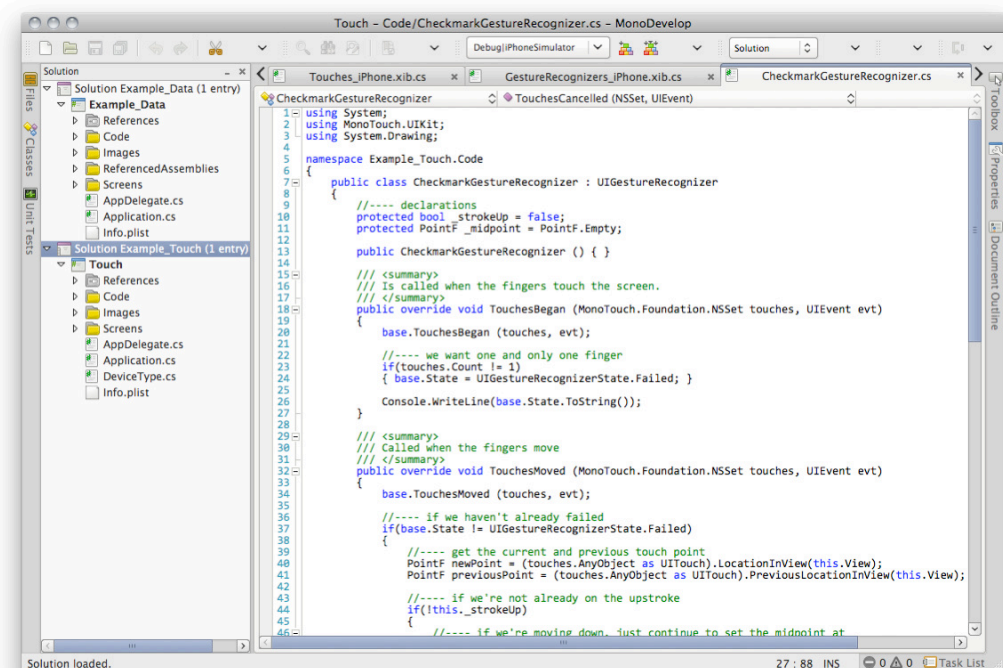 Touch – Code/CheckmarkGestureRecognizer.cs – MonoDevelop
Debug|iPhoneSimulator
Solution
Solution
Files
Classes
Unit Tests
Solution Example_Data (1 entry)
Example_Data
References
Code
Images
ReferencedAssemblies
Screens
AppDelegate.cs
Application.cs
Info.plist
Solution Example_Touch (1 entry)
Touch
References
Code
Images
Screens
AppDelegate.cs
Application.cs
DeviceType.cs
Info.plist
Touches_iPhone.xib.cs
GestureRecognizers_iPhone.xib.cs
CheckmarkGestureRecognizer.cs
CheckmarkGestureRecognizer
TouchesCancelled (NSSet, UIEvent)
1 using System;
2 using MonoTouch.UIKit;
3 using System.Drawing;
4
5 namespace Example_Touch.Code
6 {
7 public class CheckmarkGestureRecognizer : UIGestureRecognizer
8 {
9 //---- declarations
10 protected bool _strokeUp = false;
11 protected PointF _midpoint = PointF.Empty;
12
13 public CheckmarkGestureRecognizer () { }
14
15 /// <summary>
16 /// Is called when the fingers touch the screen.
17 /// </summary>
18 public override void TouchesBegan (MonoTouch.Foundation.NSSet touches, UIEvent evt)
19 {
20 base.TouchesBegan (touches, evt);
21
22 //---- we want one and only one finger
23 if(touches.Count != 1)
24 { base.State = UIGestureRecognizerState.Failed; }
25
26 Console.WriteLine(base.State.ToString());
27 }
28
29 /// <summary>
30 /// Called when the fingers move
31 /// </summary>
32 public override void TouchesMoved (MonoTouch.Foundation.NSSet touches, UIEvent evt)
33 {
34 base.TouchesMoved (touches, evt);
35
36 //---- if we haven't already failed
37 if(base.State != UIGestureRecognizerState.Failed)
38 {
39 //---- get the current and previous touch point
40 PointF newPoint = (touches.AnyObject as UITouch).LocationInView(this.View);
41 PointF previousPoint = (touches.AnyObject as UITouch).PreviousLocationInView(this.View);
42
43 //---- if we're not already on the upstroke
44 if(!this._strokeUp)
45 {
46 //---- if we're moving down, just continue to set the midpoint at
Toolbox
Properties
Document Outline
Solution loaded.
27 : 88 INS
0 0
Task List